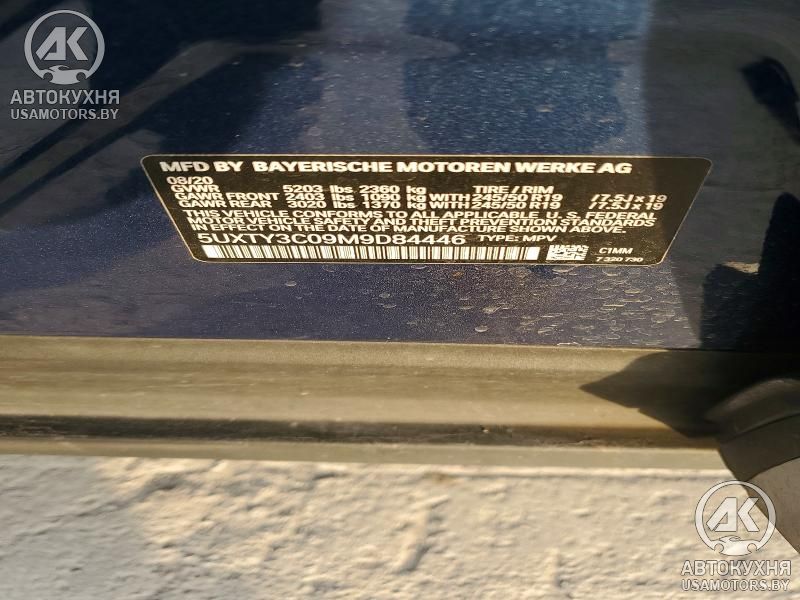 АК
АВТОКУХНЯ
USAMOTORS.BY
MFD BY BAYERISCHE MOTOREN WERKE AG
08/20
GVWR 5203 lbs 2360 kg TIRE / RIM
GAWR FRONT 2403 lbs 1090 kg WITH 245/50 R19 / 7.5J x 19
GAWR REAR 3020 lbs 1370 kg WITH 245/50 R19 / 7.5J x 19
THIS VEHICLE CONFORMS TO ALL APPLICABLE U.S. FEDERAL
MOTOR VEHICLE SAFETY AND THEFT PREVENTION STANDARDS
IN EFFECT ON THE DATE OF MANUFACTURE SHOWN ABOVE.
5UXTY3C09M9D84446 TYPE: MPV
C1MM
7 320 730
АК
АВТОКУХНЯ
USAMOTORS.BY